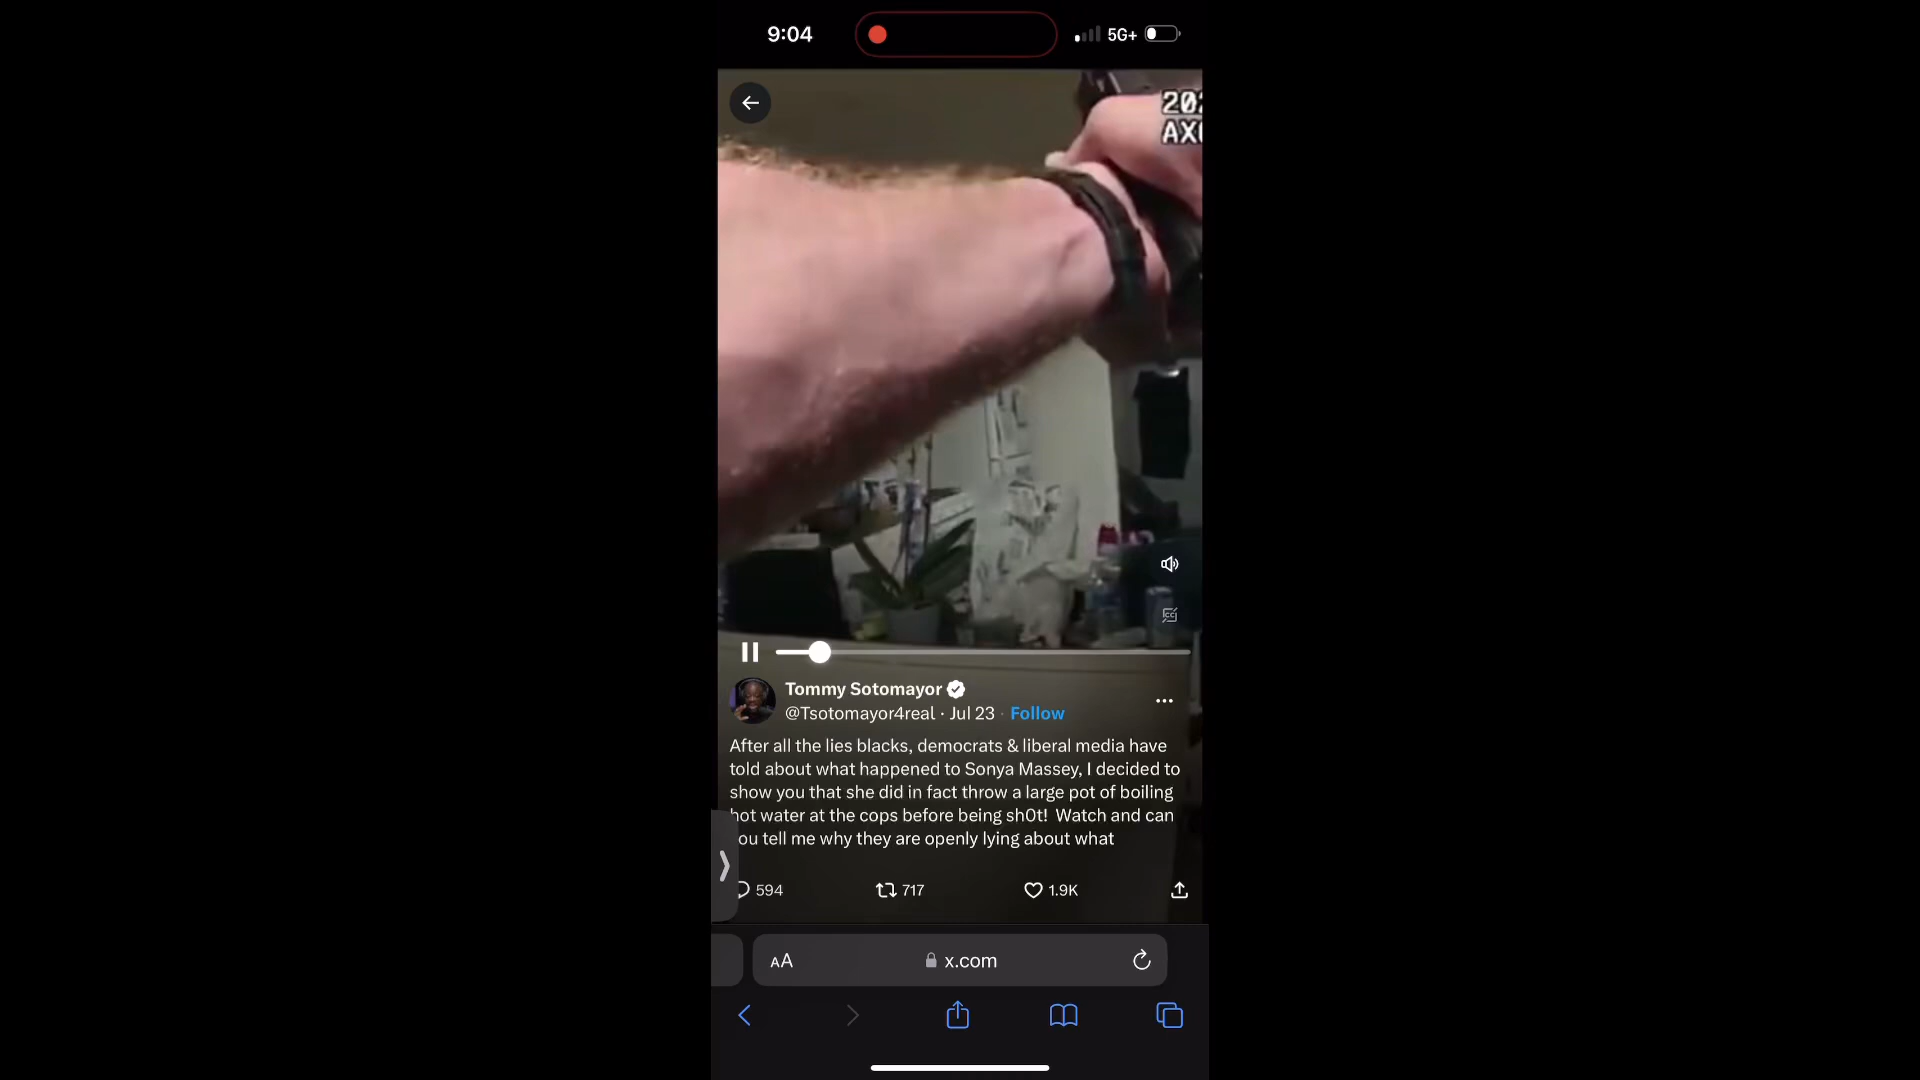 9:04
5G+
202
AX
Tommy Sotomayor
@Tsotomayor4real · Jul 23 · Follow
After all the lies blacks, democrats & liberal media have
told about what happened to Sonya Massey, I decided to
show you that she did in fact throw a large pot of boiling
hot water at the cops before being sh0t! Watch and can
you tell me why they are openly lying about what
594
717
1.9K
AA
x.com